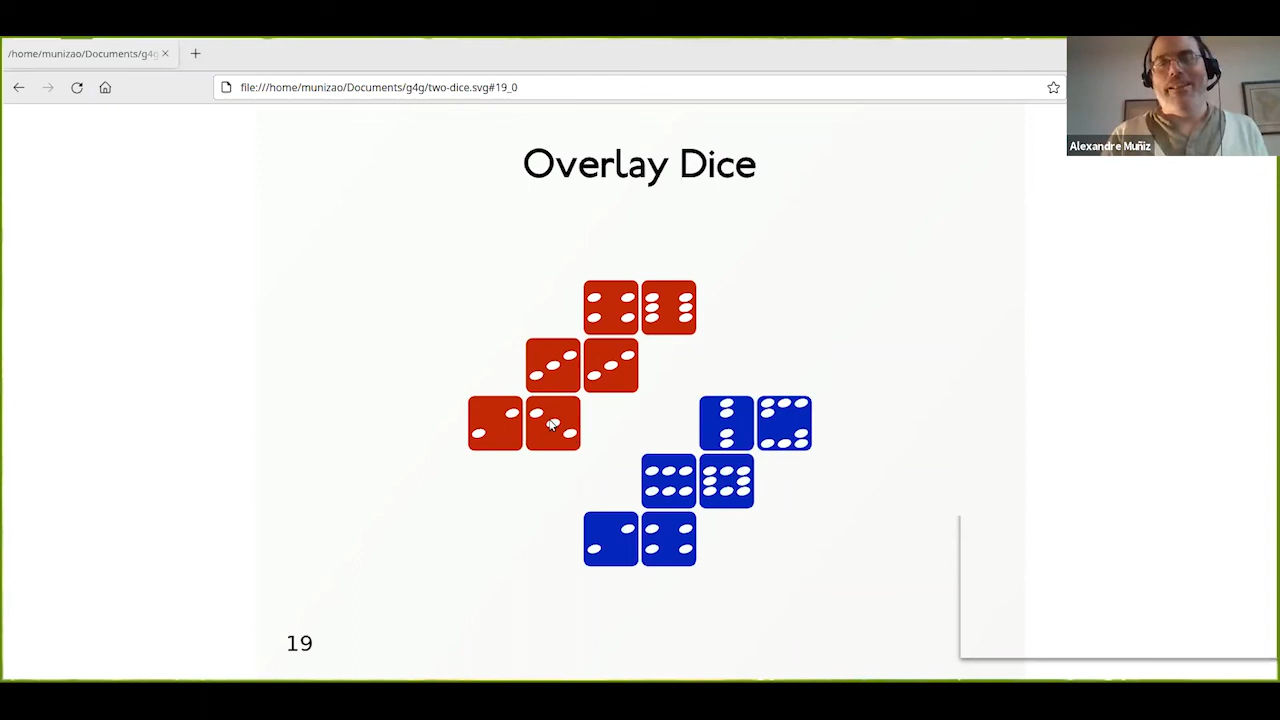 /home/munizao/Documents/g4g
file:///home/munizao/Documents/g4g/two-dice.svg#19_0
Alexandre Muñiz
Overlay Dice
19